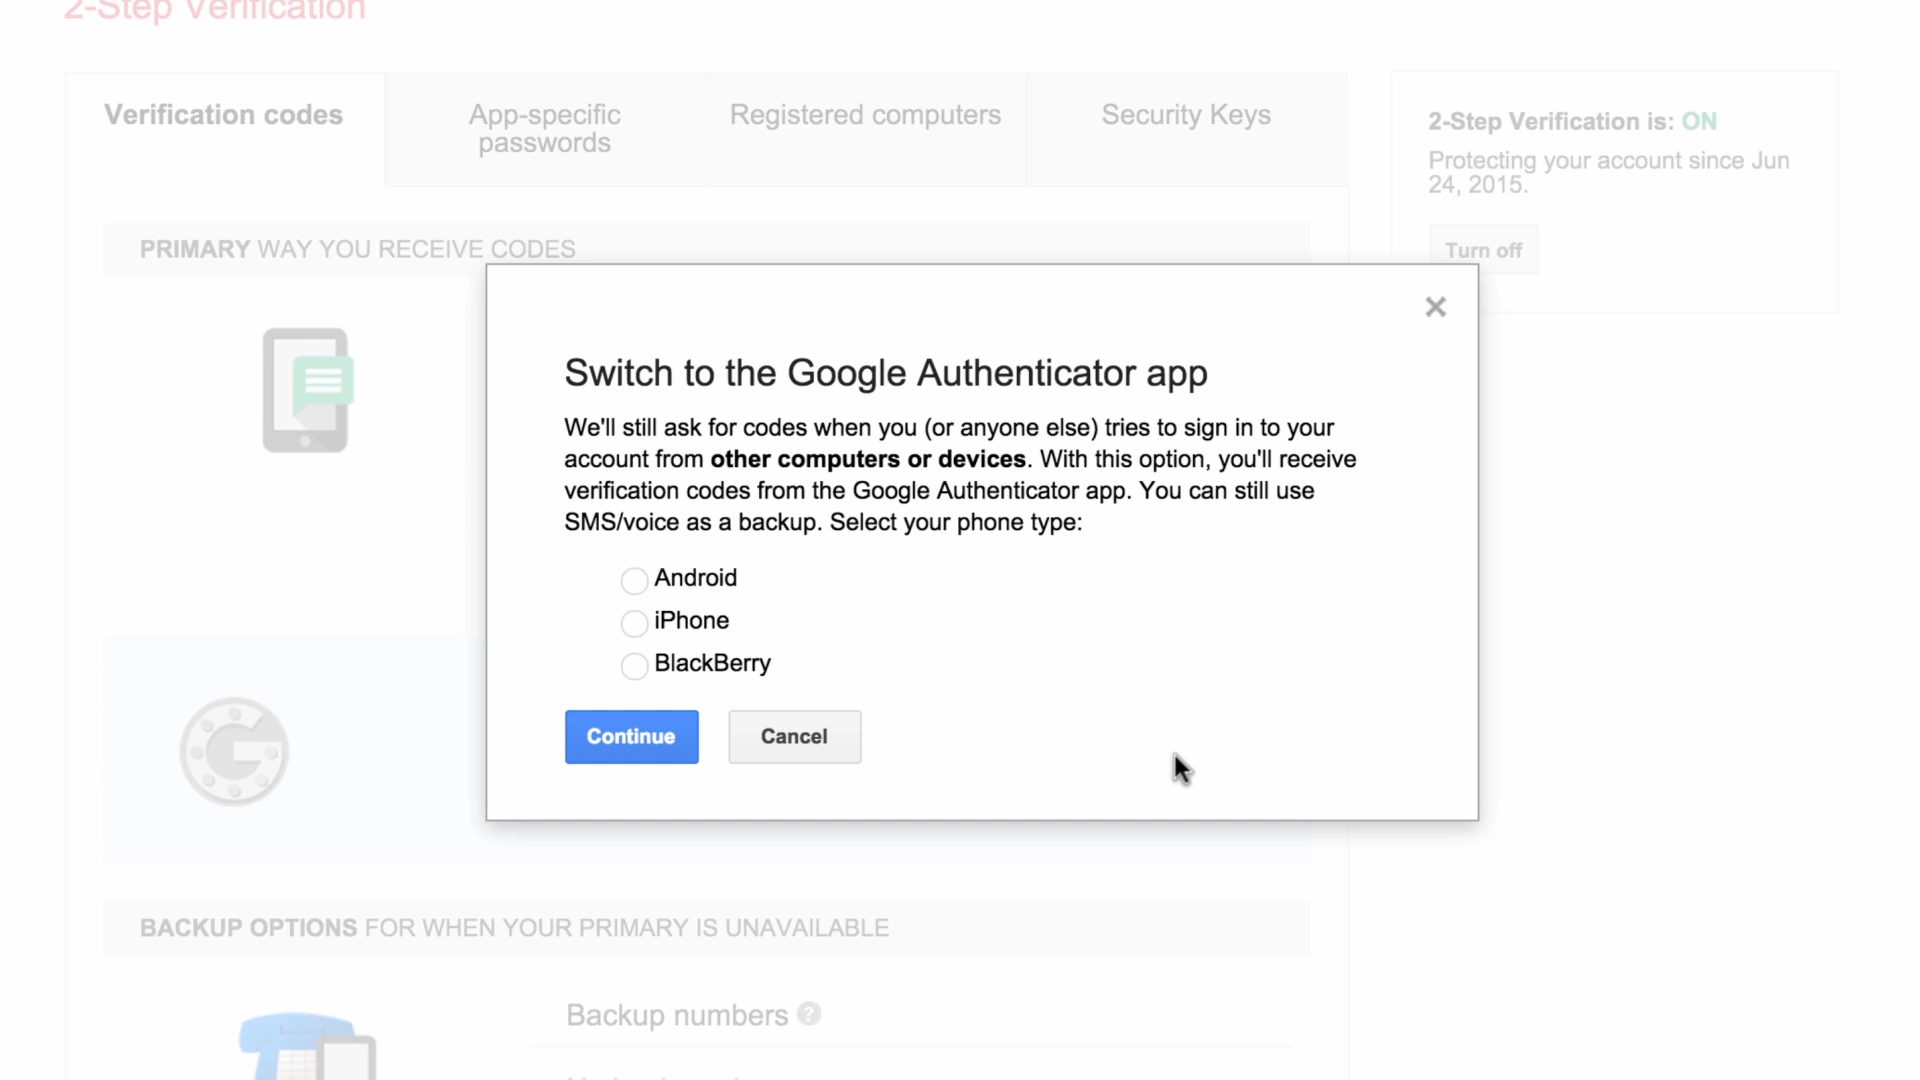 2-Step Verification
Verification codes
App-specific
passwords
Registered computers
Security Keys
2-Step Verification is: ON
Protecting your account since Jun
24, 2015.
Turn off
PRIMARY WAY YOU RECEIVE CODES
Switch to the Google Authenticator app
We'll still ask for codes when you (or anyone else) tries to sign in to your
account from other computers or devices. With this option, you'll receive
verification codes from the Google Authenticator app. You can still use
SMS/voice as a backup. Select your phone type:
Android
iPhone
BlackBerry
Continue
Cancel
BACKUP OPTIONS FOR WHEN YOUR PRIMARY IS UNAVAILABLE
Backup numbers